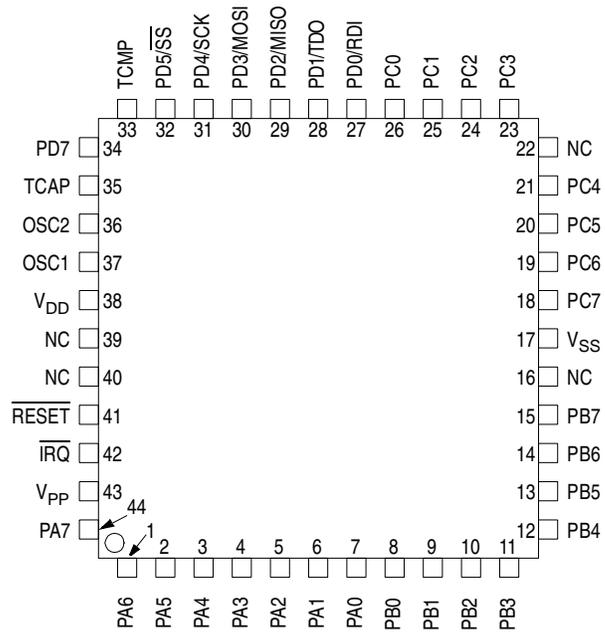 TCMP PD5/SS PD4/SCK PD3/MOSI PD2/MISO PD1/TDO PD0/RDI PC0 PC1 PC2 PC3
33 32 31 30 29 28 27 26 25 24 23
PD7 34 22 NC
TCAP 35 21 PC4
OSC2 36 20 PC5
OSC1 37 19 PC6
VDD 38 18 PC7
NC 39 17 VSS
NC 40 16 NC
RESET 41 15 PB7
IRQ 42 14 PB6
VPP 43 13 PB5
PA7 44 12 PB4
1 2 3 4 5 6 7 8 9 10 11
PA6 PA5 PA4 PA3 PA2 PA1 PA0 PB0 PB1 PB2 PB3